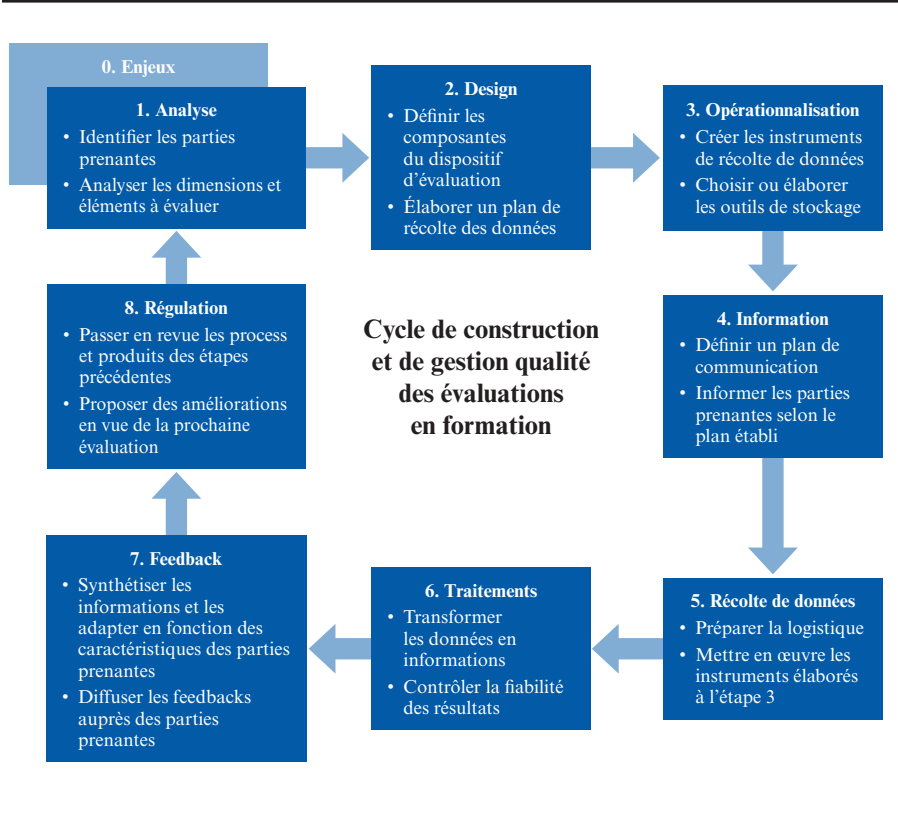 0. Enjeux
1. Analyse
• Identifier les parties
prenantes
• Analyser les dimensions et
éléments à évaluer
2. Design
• Définir les
composantes
du dispositif
d'évaluation
• Élaborer un plan de
récolte des données
3. Opérationnalisation
• Créer les instruments
de récolte de données
• Choisir ou élaborer
les outils de stockage
4. Information
• Définir un plan de
communication
• Informer les parties
prenantes selon le
plan établi
5. Récolte de données
• Préparer la logistique
• Mettre en œuvre les
instruments élaborés
à l'étape 3
6. Traitements
• Transformer
les données en
informations
• Contrôler la fiabilité
des résultats
7. Feedback
• Synthétiser les
informations et les
adapter en fonction des
caractéristiques des parties
prenantes
• Diffuser les feedbacks
auprès des parties
prenantes
8. Régulation
• Passer en revue les process
et produits des étapes
précédentes
• Proposer des améliorations
en vue de la prochaine
évaluation
Cycle de construction
et de gestion qualité
des évaluations
en formation